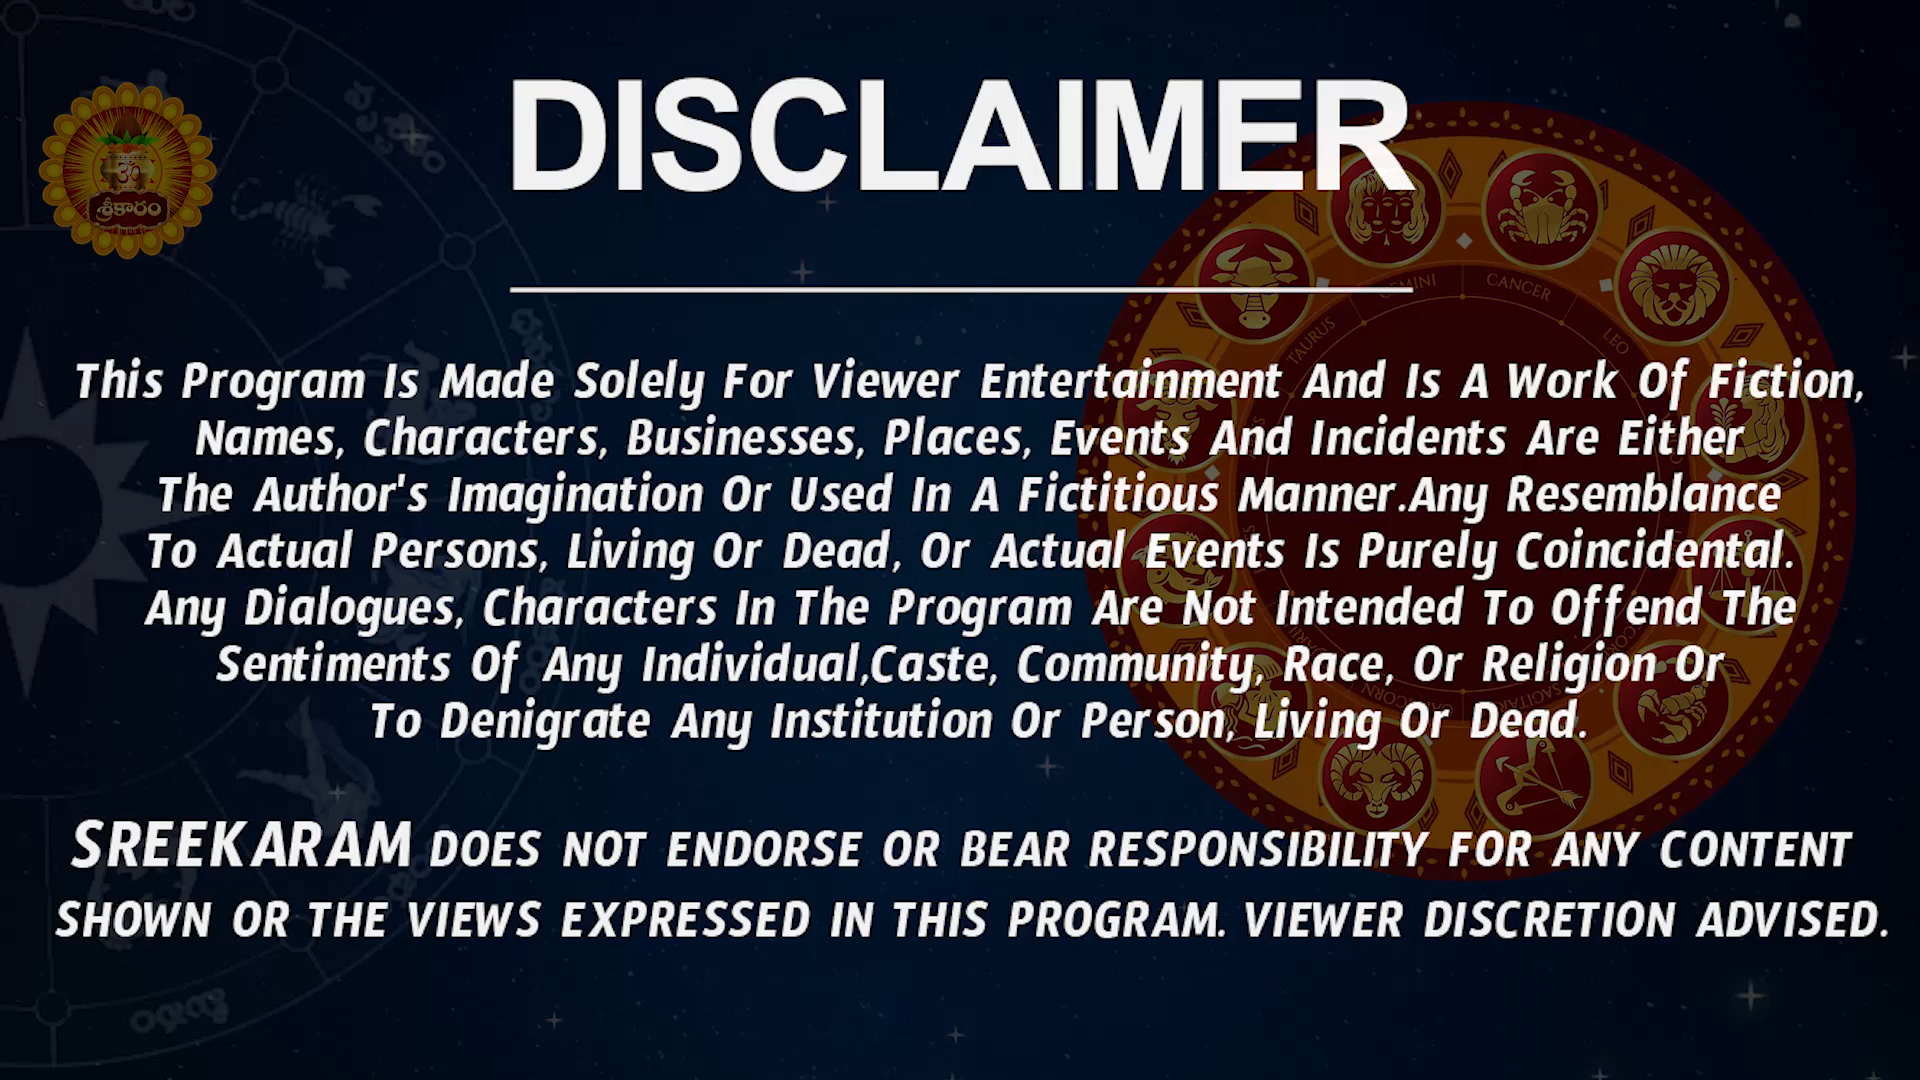 DISCLAIMER
ॐ
శ్రీకారం
GEMINI
CANCER
TAURUS
LEO
This Program Is Made Solely For Viewer Entertainment And Is A Work Of Fiction,
Names, Characters, Businesses, Places, Events And Incidents Are Either
The Author's Imagination Or Used In A Fictitious Manner.Any Resemblance
To Actual Persons, Living Or Dead, Or Actual Events Is Purely Coincidental.
Any Dialogues, Characters In The Program Are Not Intended To Offend The
Sentiments Of Any Individual,Caste, Community, Race, Or Religion Or
To Denigrate Any Institution Or Person, Living Or Dead.
SREEKARAM DOES NOT ENDORSE OR BEAR RESPONSIBILITY FOR ANY CONTENT
SHOWN OR THE VIEWS EXPRESSED IN THIS PROGRAM. VIEWER DISCRETION ADVISED.